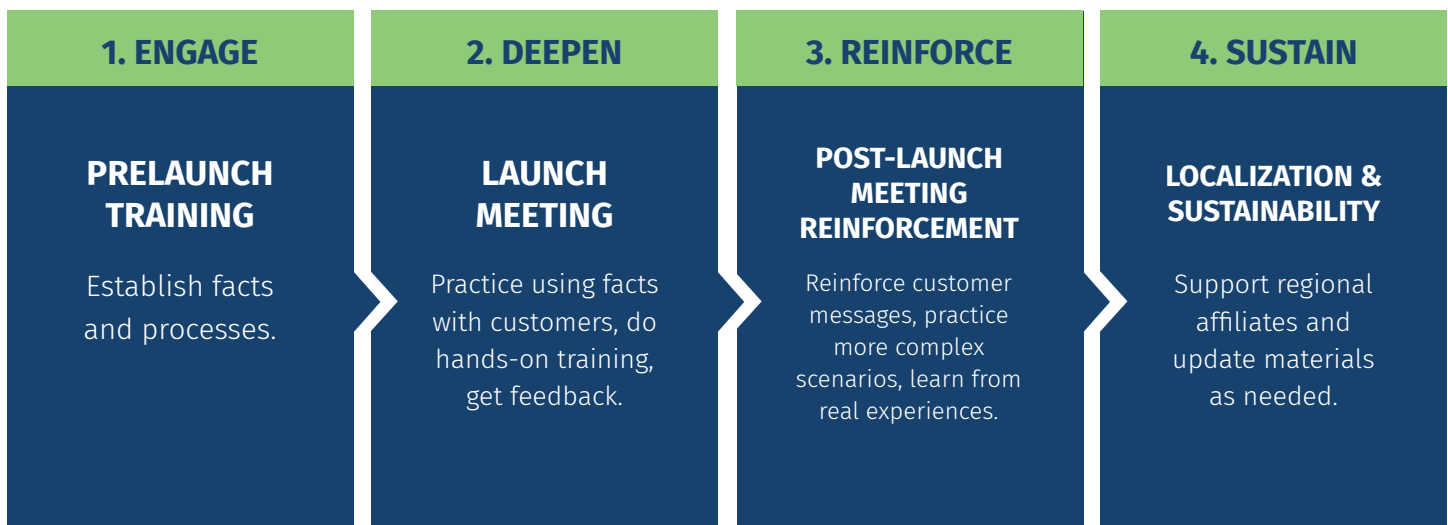 1. ENGAGE
PRELAUNCH
TRAINING
Establish facts
and processes.
2. DEEPEN
LAUNCH
MEETING
Practice using facts
with customers, do
hands-on training,
get feedback.
3. REINFORCE
POST-LAUNCH
MEETING
REINFORCEMENT
Reinforce customer
messages, practice
more complex
scenarios, learn from
real experiences.
4. SUSTAIN
LOCALIZATION &
SUSTAINABILITY
Support regional
affiliates and
update materials
as needed.